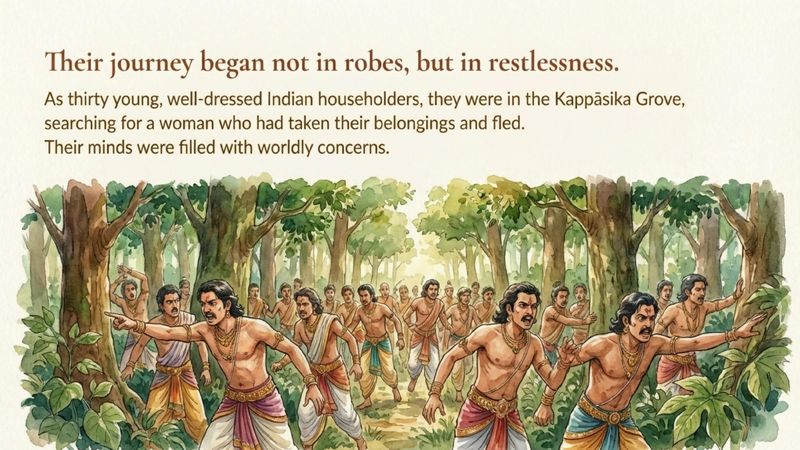 Their journey began not in robes, but in restlessness.
As thirty young, well-dressed Indian householders, they were in the Kappāsika Grove,
searching for a woman who had taken their belongings and fled.
Their minds were filled with worldly concerns.